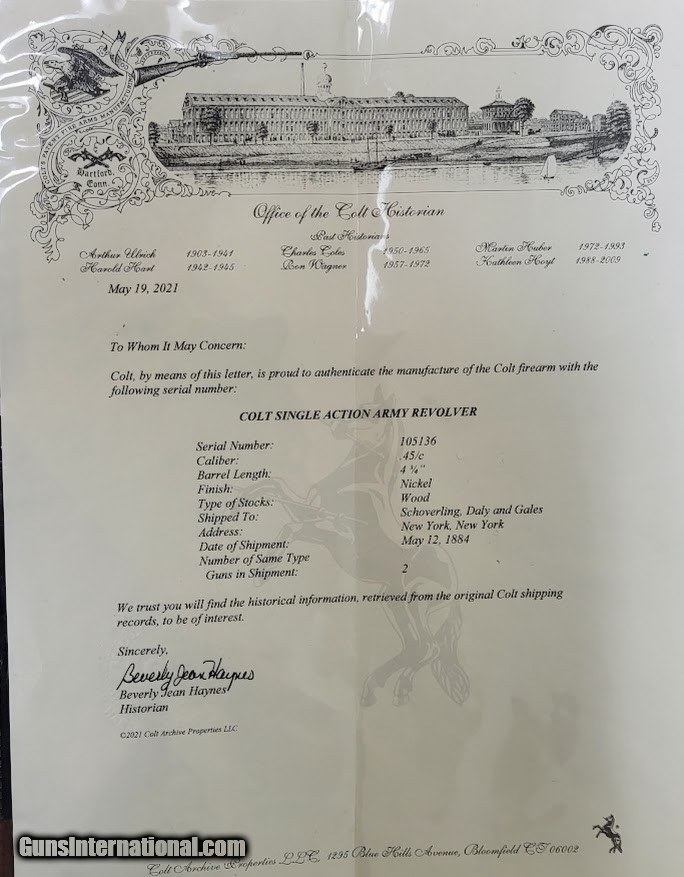 COLT'S PATENT FIRE ARMS MANUFACTURING
Hartford,
Conn.
Office of the Colt Historian
Past Historians
Arthur Ulrich 1903-1941 Charles Coles 1950-1965 Martin Huber 1972-1993
Harold Hart 1942-1945 Ron Wagner 1957-1972 Kathleen Hoyt 1988-2009
May 19, 2021
To Whom It May Concern:
Colt, by means of this letter, is proud to authenticate the manufacture of the Colt firearm with the
following serial number:
COLT SINGLE ACTION ARMY REVOLVER
Serial Number: 105136
Caliber: .45/c
Barrel Length: 4 ¾"
Finish: Nickel
Type of Stocks: Wood
Shipped To: Schoverling, Daly and Gales
Address: New York, New York
Date of Shipment: May 12, 1884
Number of Same Type
Guns in Shipment: 2
We trust you will find the historical information, retrieved from the original Colt shipping
records, to be of interest.
Sincerely,
Beverly Jean Haynes
Beverly Jean Haynes
Historian
©2021 Colt Archive Properties LLC
GunsInternational.com
Colt Archive Properties LLC 1295 Blue Hills Avenue, Bloomfield CT 06002